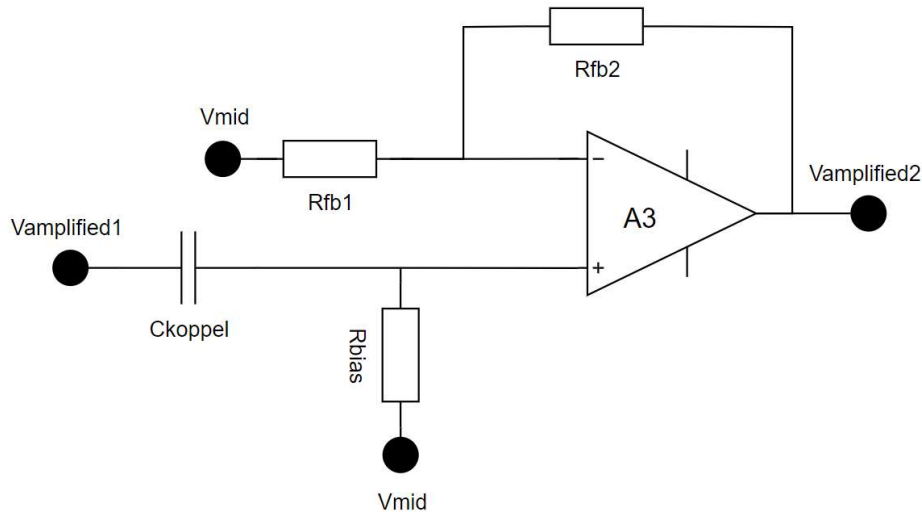 Rfb2
Vmid
Rfb1
Vamplified1
Ckoppel
Rbias
Vmid
−
A3
+
Vamplified2